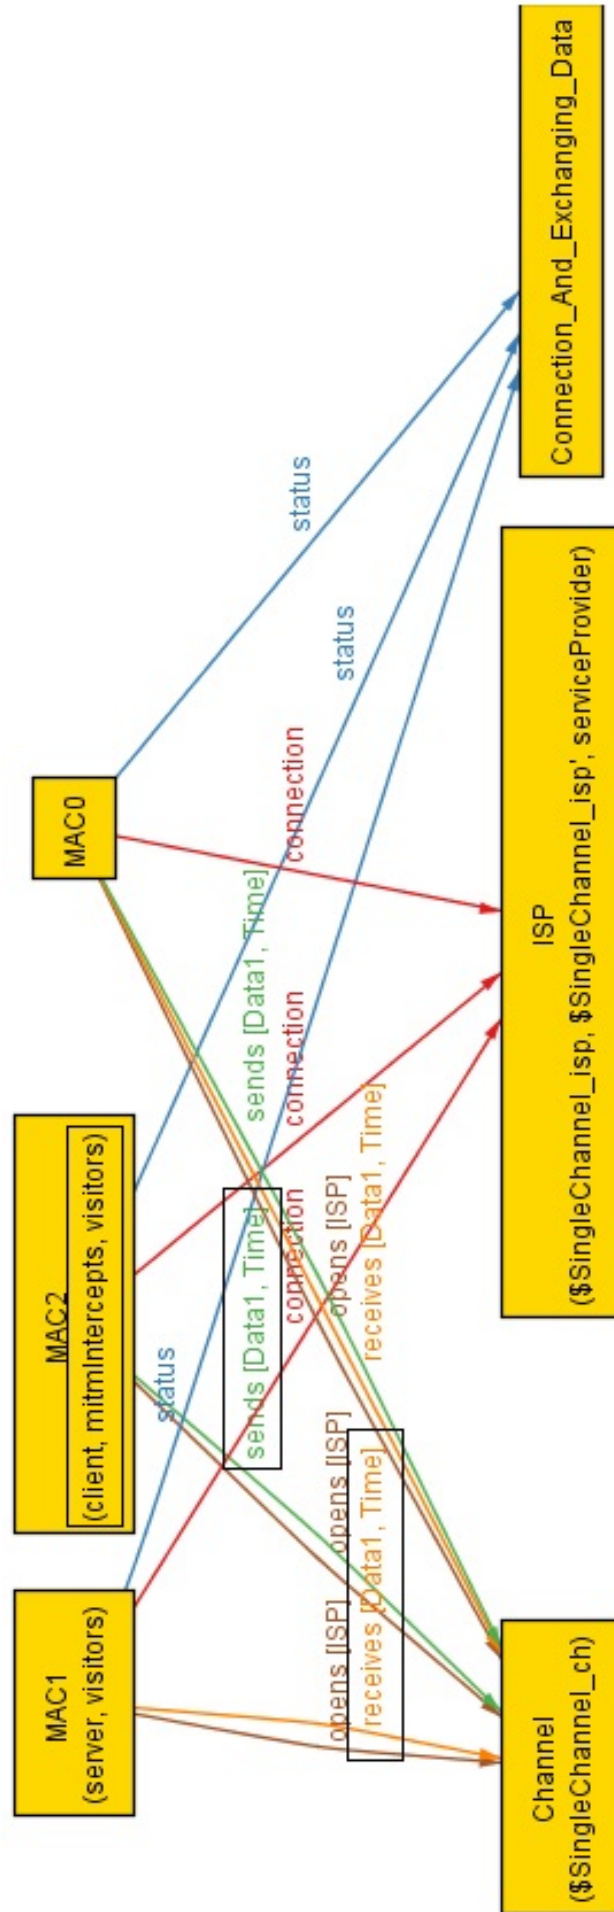 MAC1
(server, visitors)
MAC2
(client, mitmIntercepts, visitors)
MAC0
status
status
status
sends [Data1, Time]
sends [Data1, Time]
connection
connection
connection
opens [ISP]
opens [ISP]
opens [ISP]
receives [Data1, Time]
receives [Data1, Time]
Channel
($SingleChannel_ch)
ISP
($SingleChannel_isp, $SingleChannel_isp', serviceProvider)
Connection_And_Exchanging_Data